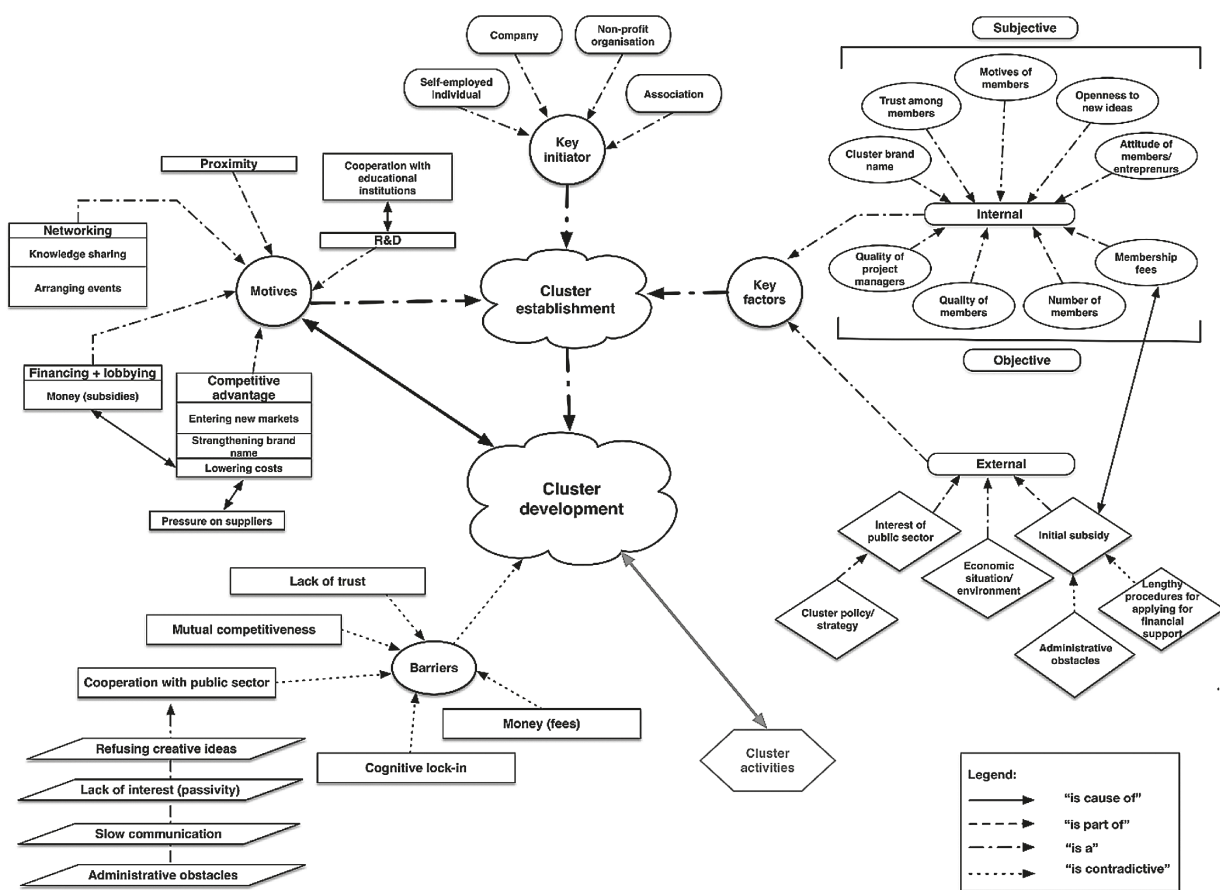 Company
Non-profit
organisation
Self-employed
individual
Association
Key
initiator
Subjective
Motives of
members
Trust among
members
Openness to
new ideas
Cluster brand
name
Attitude of
members/
entreprenurs
Internal
Quality of
project
managers
Quality of
members
Number of
members
Membership
fees
Objective
Proximity
Cooperation with
educational
institutions
R&D
Networking
Knowledge sharing
Arranging events
Motives
Cluster
establishment
Key
factors
Financing + lobbying
Money (subsidies)
Competitive
advantage
Entering new markets
Strengthening brand
name
Lowering costs
Pressure on suppliers
Cluster
development
External
Interest of
public sector
Initial subsidy
Economic
situation/
environment
Cluster policy/
strategy
Lengthy
procedures for
applying for
financial
support
Administrative
obstacles
Lack of trust
Mutual competitiveness
Barriers
Cooperation with public sector
Money (fees)
Cognitive lock-in
Refusing creative ideas
Lack of interest (passivity)
Slow communication
Administrative obstacles
Cluster
activities
Legend:
"is cause of"
"is part of"
"is a"
"is contradictive"